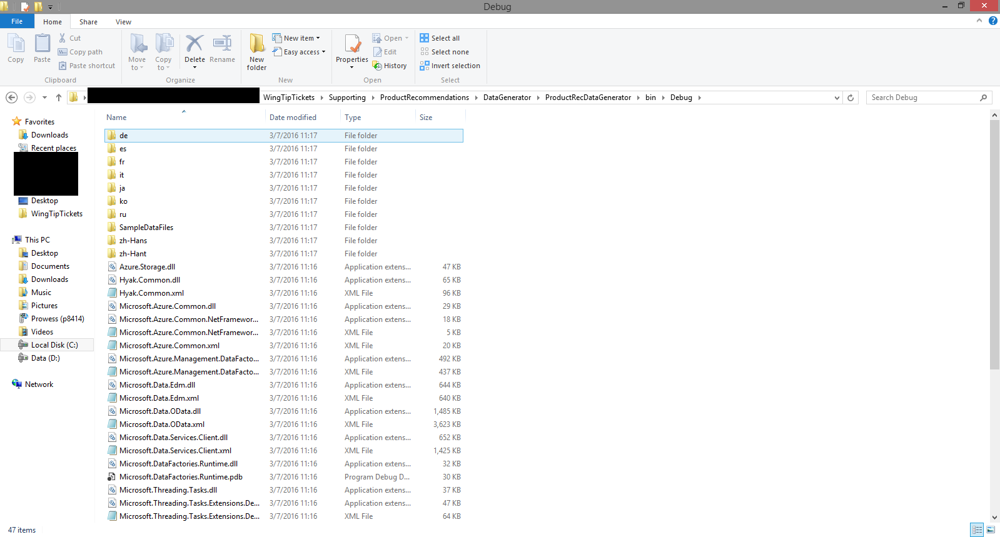 Debug
File Home Share View
Copy Paste Cut Copy path Paste shortcut Clipboard
Move to Copy to Delete Rename Organize
New folder New item Easy access New
Properties Open Edit History Open
Select all Select none Invert selection Select
WingTipTickets Supporting ProductRecommendations DataGenerator ProductRecDataGenerator bin Debug Search Debug
Favorites
Downloads
Recent places
Desktop
WingTipTickets
This PC
Desktop
Documents
Downloads
Music
Pictures
Prowess (p8414)
Videos
Local Disk (C:)
Data (D:)
Network
Name Date modified Type Size
de 3/7/2016 11:17 File folder
es 3/7/2016 11:17 File folder
fr 3/7/2016 11:17 File folder
it 3/7/2016 11:17 File folder
ja 3/7/2016 11:17 File folder
ko 3/7/2016 11:17 File folder
ru 3/7/2016 11:17 File folder
SampleDataFiles 3/7/2016 11:17 File folder
zh-Hans 3/7/2016 11:17 File folder
zh-Hant 3/7/2016 11:17 File folder
Azure.Storage.dll 3/7/2016 11:16 Application extens... 47 KB
Hyak.Common.dll 3/7/2016 11:16 Application extens... 65 KB
Hyak.Common.xml 3/7/2016 11:16 XML File 96 KB
Microsoft.Azure.Common.dll 3/7/2016 11:16 Application extens... 29 KB
Microsoft.Azure.Common.NetFramewor... 3/7/2016 11:16 Application extens... 18 KB
Microsoft.Azure.Common.NetFramewor... 3/7/2016 11:16 XML File 5 KB
Microsoft.Azure.Common.xml 3/7/2016 11:16 XML File 20 KB
Microsoft.Azure.Management.DataFacto... 3/7/2016 11:16 Application extens... 492 KB
Microsoft.Azure.Management.DataFacto... 3/7/2016 11:16 XML File 437 KB
Microsoft.Data.Edm.dll 3/7/2016 11:16 Application extens... 644 KB
Microsoft.Data.Edm.xml 3/7/2016 11:16 XML File 640 KB
Microsoft.Data.OData.dll 3/7/2016 11:16 Application extens... 1,485 KB
Microsoft.Data.OData.xml 3/7/2016 11:16 XML File 3,623 KB
Microsoft.Data.Services.Client.dll 3/7/2016 11:16 Application extens... 652 KB
Microsoft.Data.Services.Client.xml 3/7/2016 11:16 XML File 1,425 KB
Microsoft.DataFactories.Runtime.dll 3/7/2016 11:16 Application extens... 32 KB
Microsoft.DataFactories.Runtime.pdb 3/7/2016 11:16 Program Debug D... 30 KB
Microsoft.Threading.Tasks.dll 3/7/2016 11:16 Application extens... 37 KB
Microsoft.Threading.Tasks.Extensions.De... 3/7/2016 11:16 Application extens... 47 KB
Microsoft.Threading.Tasks.Extensions.De... 3/7/2016 11:16 XML File 64 KB
47 items